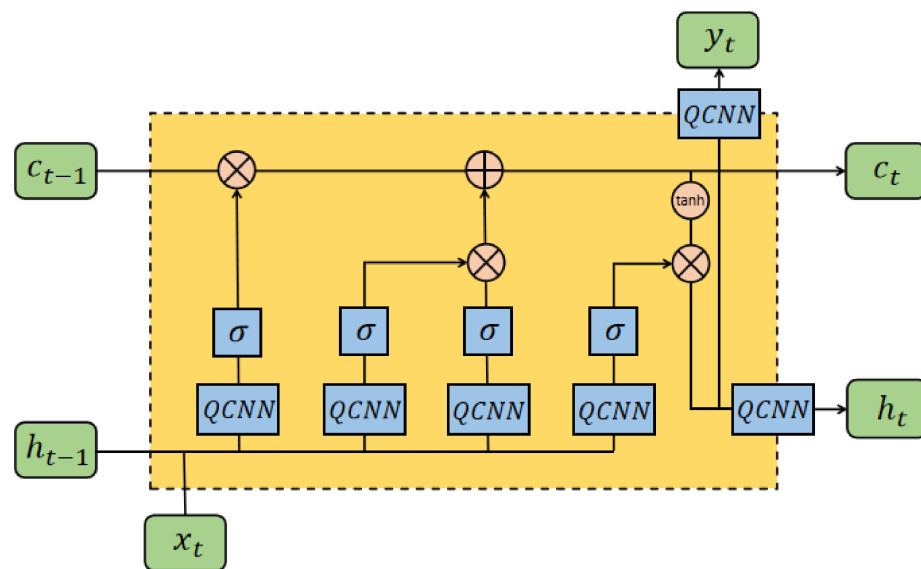 y_t
QCNN
c_{t-1}
c_t
tanh
σ
σ
σ
σ
QCNN
QCNN
QCNN
QCNN
QCNN
h_t
h_{t-1}
x_t